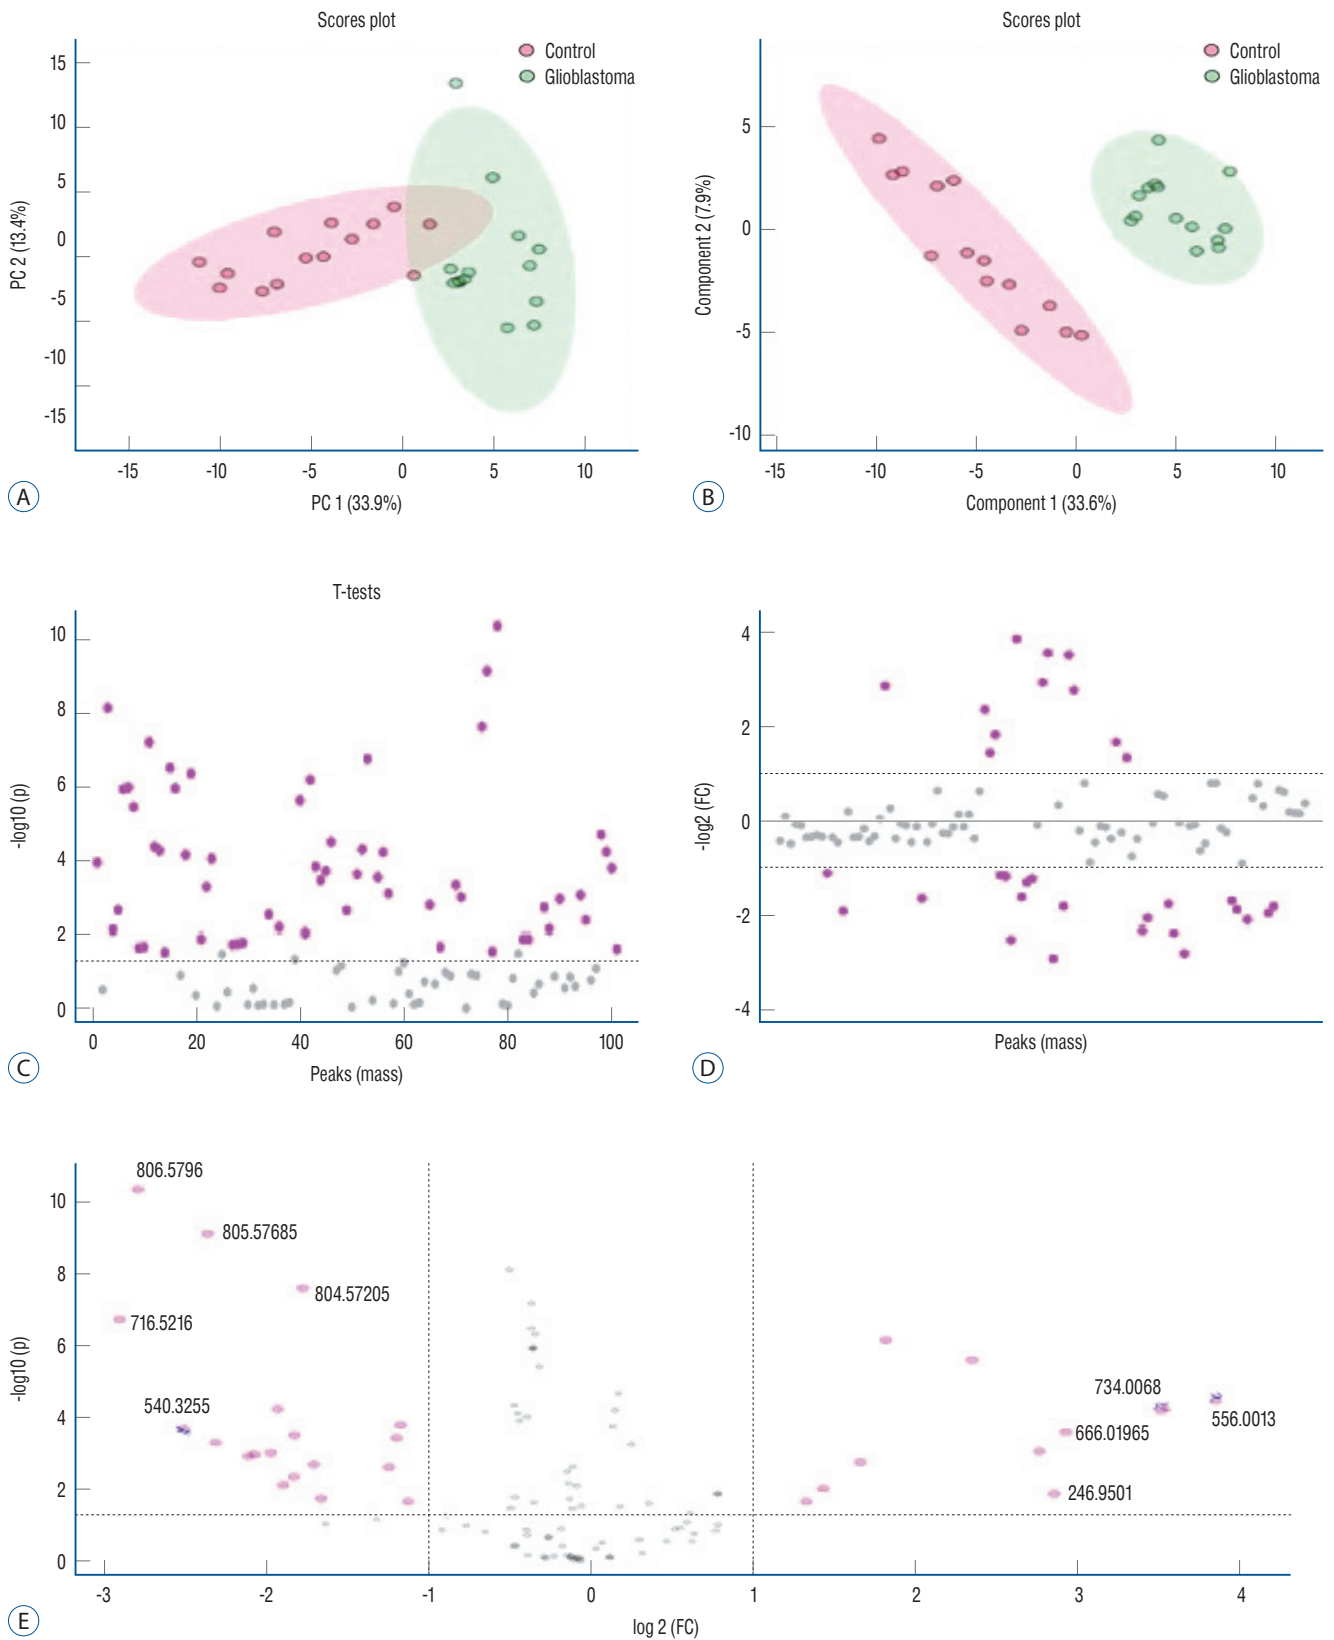 Scores plot
Control
Glioblastoma
15
10
5
0
-5
-10
-15
PC 2 (13.4%)
-15
-10
-5
0
5
10
PC 1 (33.9%)
A
Scores plot
Control
Glioblastoma
5
0
-5
-10
Component 2 (7.9%)
-15
-10
-5
0
5
10
Component 1 (33.6%)
B
T-tests
10
8
6
4
2
0
-log10 (p)
0
20
40
60
80
100
Peaks (mass)
C
4
2
0
-2
-4
-log2 (FC)
Peaks (mass)
D
806.5796
805.57685
804.57205
716.5216
540.3255
734.0068
556.0013
666.01965
246.9501
10
8
6
4
2
0
-log10 (p)
-3
-2
-1
0
1
2
3
4
log 2 (FC)
E